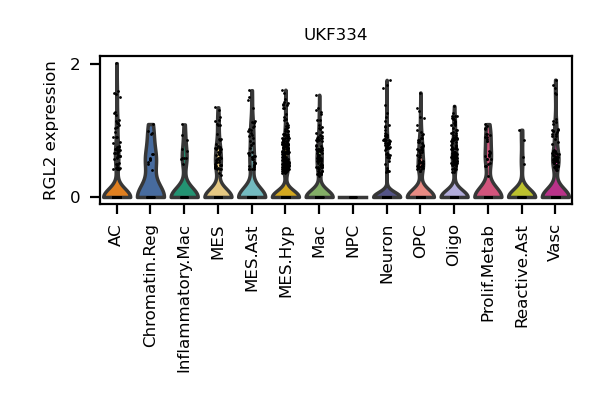 UKF334
RGL2 expression
2
0
AC
Chromatin.Reg
Inflammatory.Mac
MES
MES.Ast
MES.Hyp
Mac
NPC
Neuron
OPC
Oligo
Prolif.Metab
Reactive.Ast
Vasc